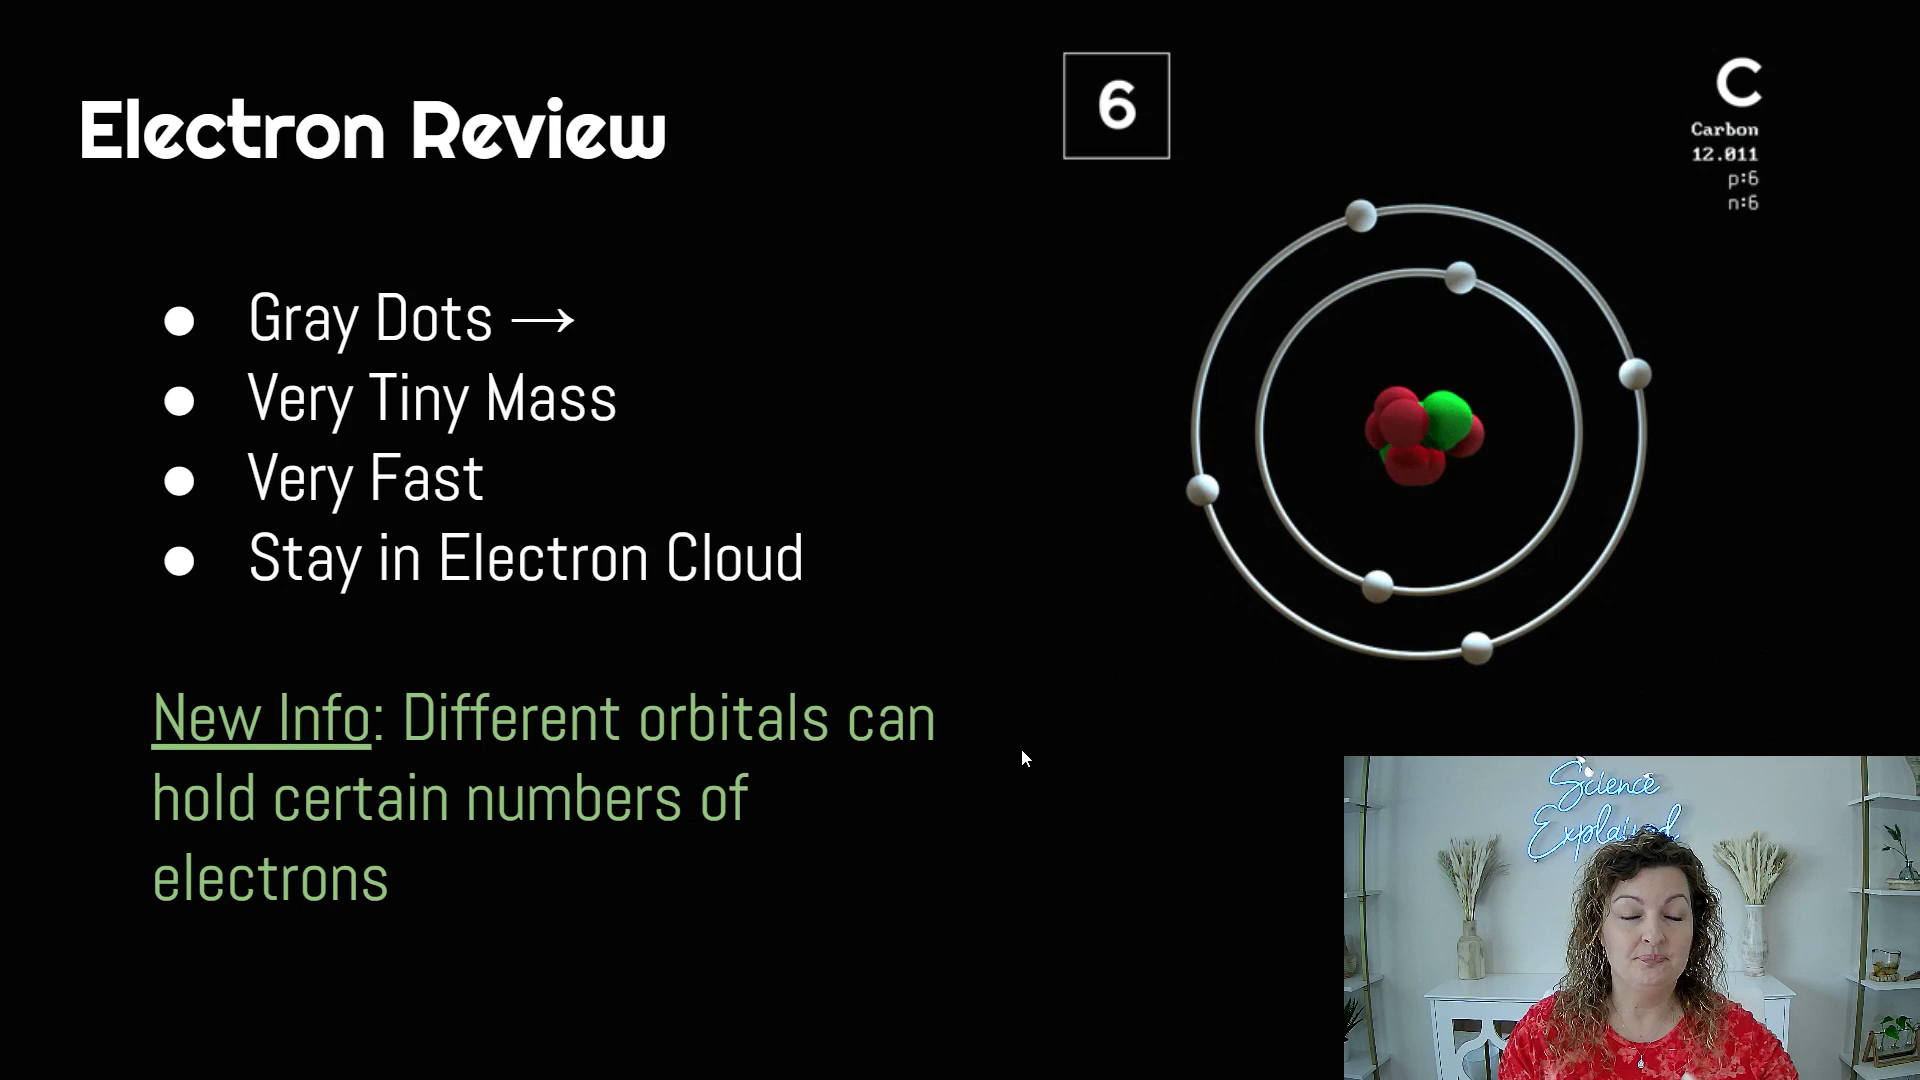 Electron Review
● Gray Dots →
● Very Tiny Mass
● Very Fast
● Stay in Electron Cloud
New Info: Different orbitals can
hold certain numbers of
electrons
6
C
Carbon
12.011
p:6
n:6
Science
Explained